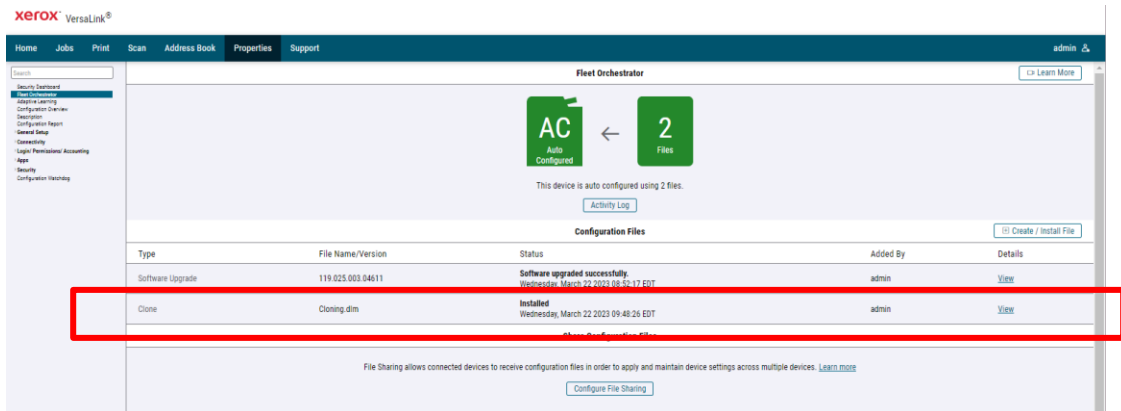 xerox™ VersaLink®
Home Jobs Print Scan Address Book Properties Support admin
Search
Security Dashboard
Fleet Orchestrator
Adaptive Learning
Configuration Overview
Description
Configuration Report
General Setup
Connectivity
Login/ Permissions/ Accounting
Apps
Security
Configuration Watchdog
Fleet Orchestrator
Learn More
AC
Auto
Configured
2
Files
This device is auto configured using 2 files.
Activity Log
Configuration Files
Create / Install File
Type File Name/Version Status Added By Details
Software Upgrade 119.025.003.04611 Software upgraded successfully. admin View
Wednesday, March 22 2023 08:52:17 EDT
Clone Cloning.dlm Installed admin View
Wednesday, March 22 2023 09:48:26 EDT
Share Configuration Files
File Sharing allows connected devices to receive configuration files in order to apply and maintain device settings across multiple devices. Learn more
Configure File Sharing